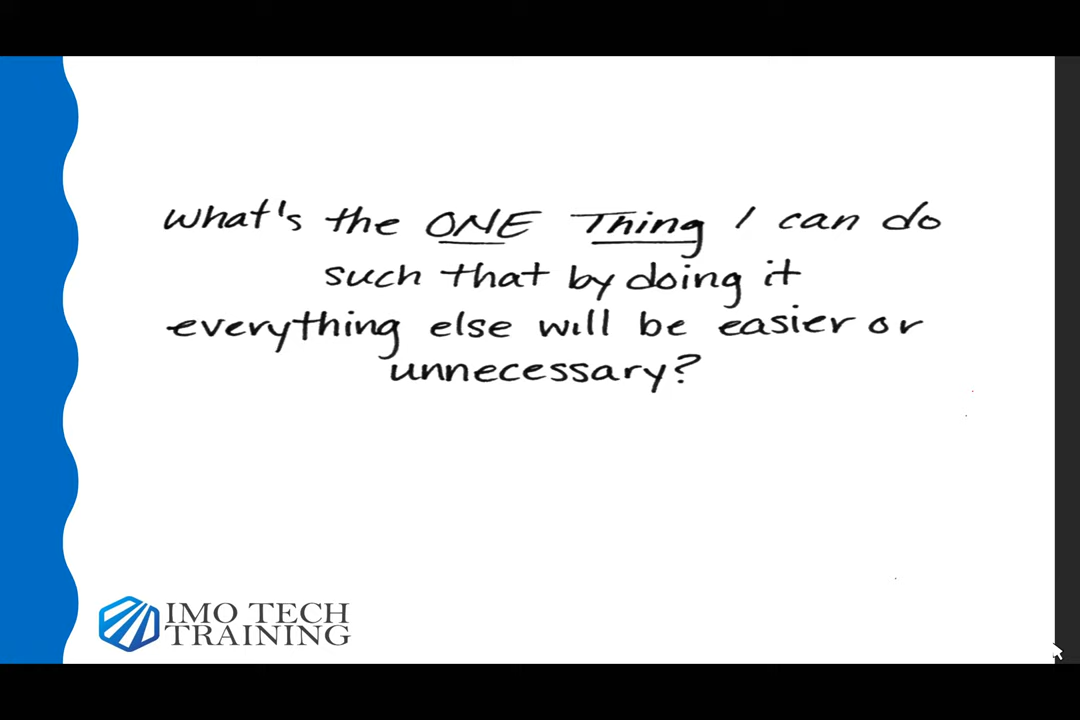 what's the ONE Thing I can do
such that by doing it
everything else will be easier or
unnecessary?
IMO TECH
TRAINING